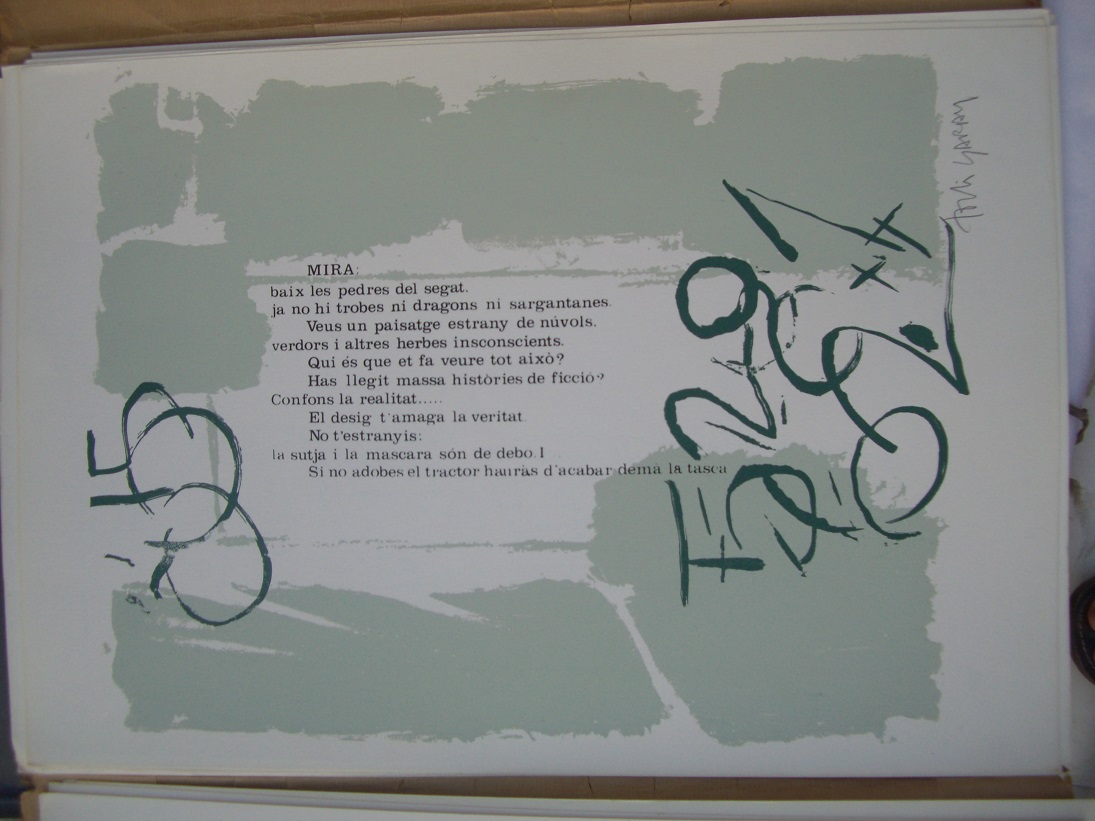 MIRA:
baix les pedres del segat.
ja no hi trobes ni dragons ni sargantanes.
Veus un paisatge estrany de núvols.
verdors i altres herbes insconscients.
Qui és que et fa veure tot això?
Has llegit massa històries de ficció?
Confons la realitat.....
El desig t'amaga la veritat.
No t'estranyis:
la sutja i la mascara són de debo. I
Si no adobes el tractor hauràs d'acabar demà la tasca